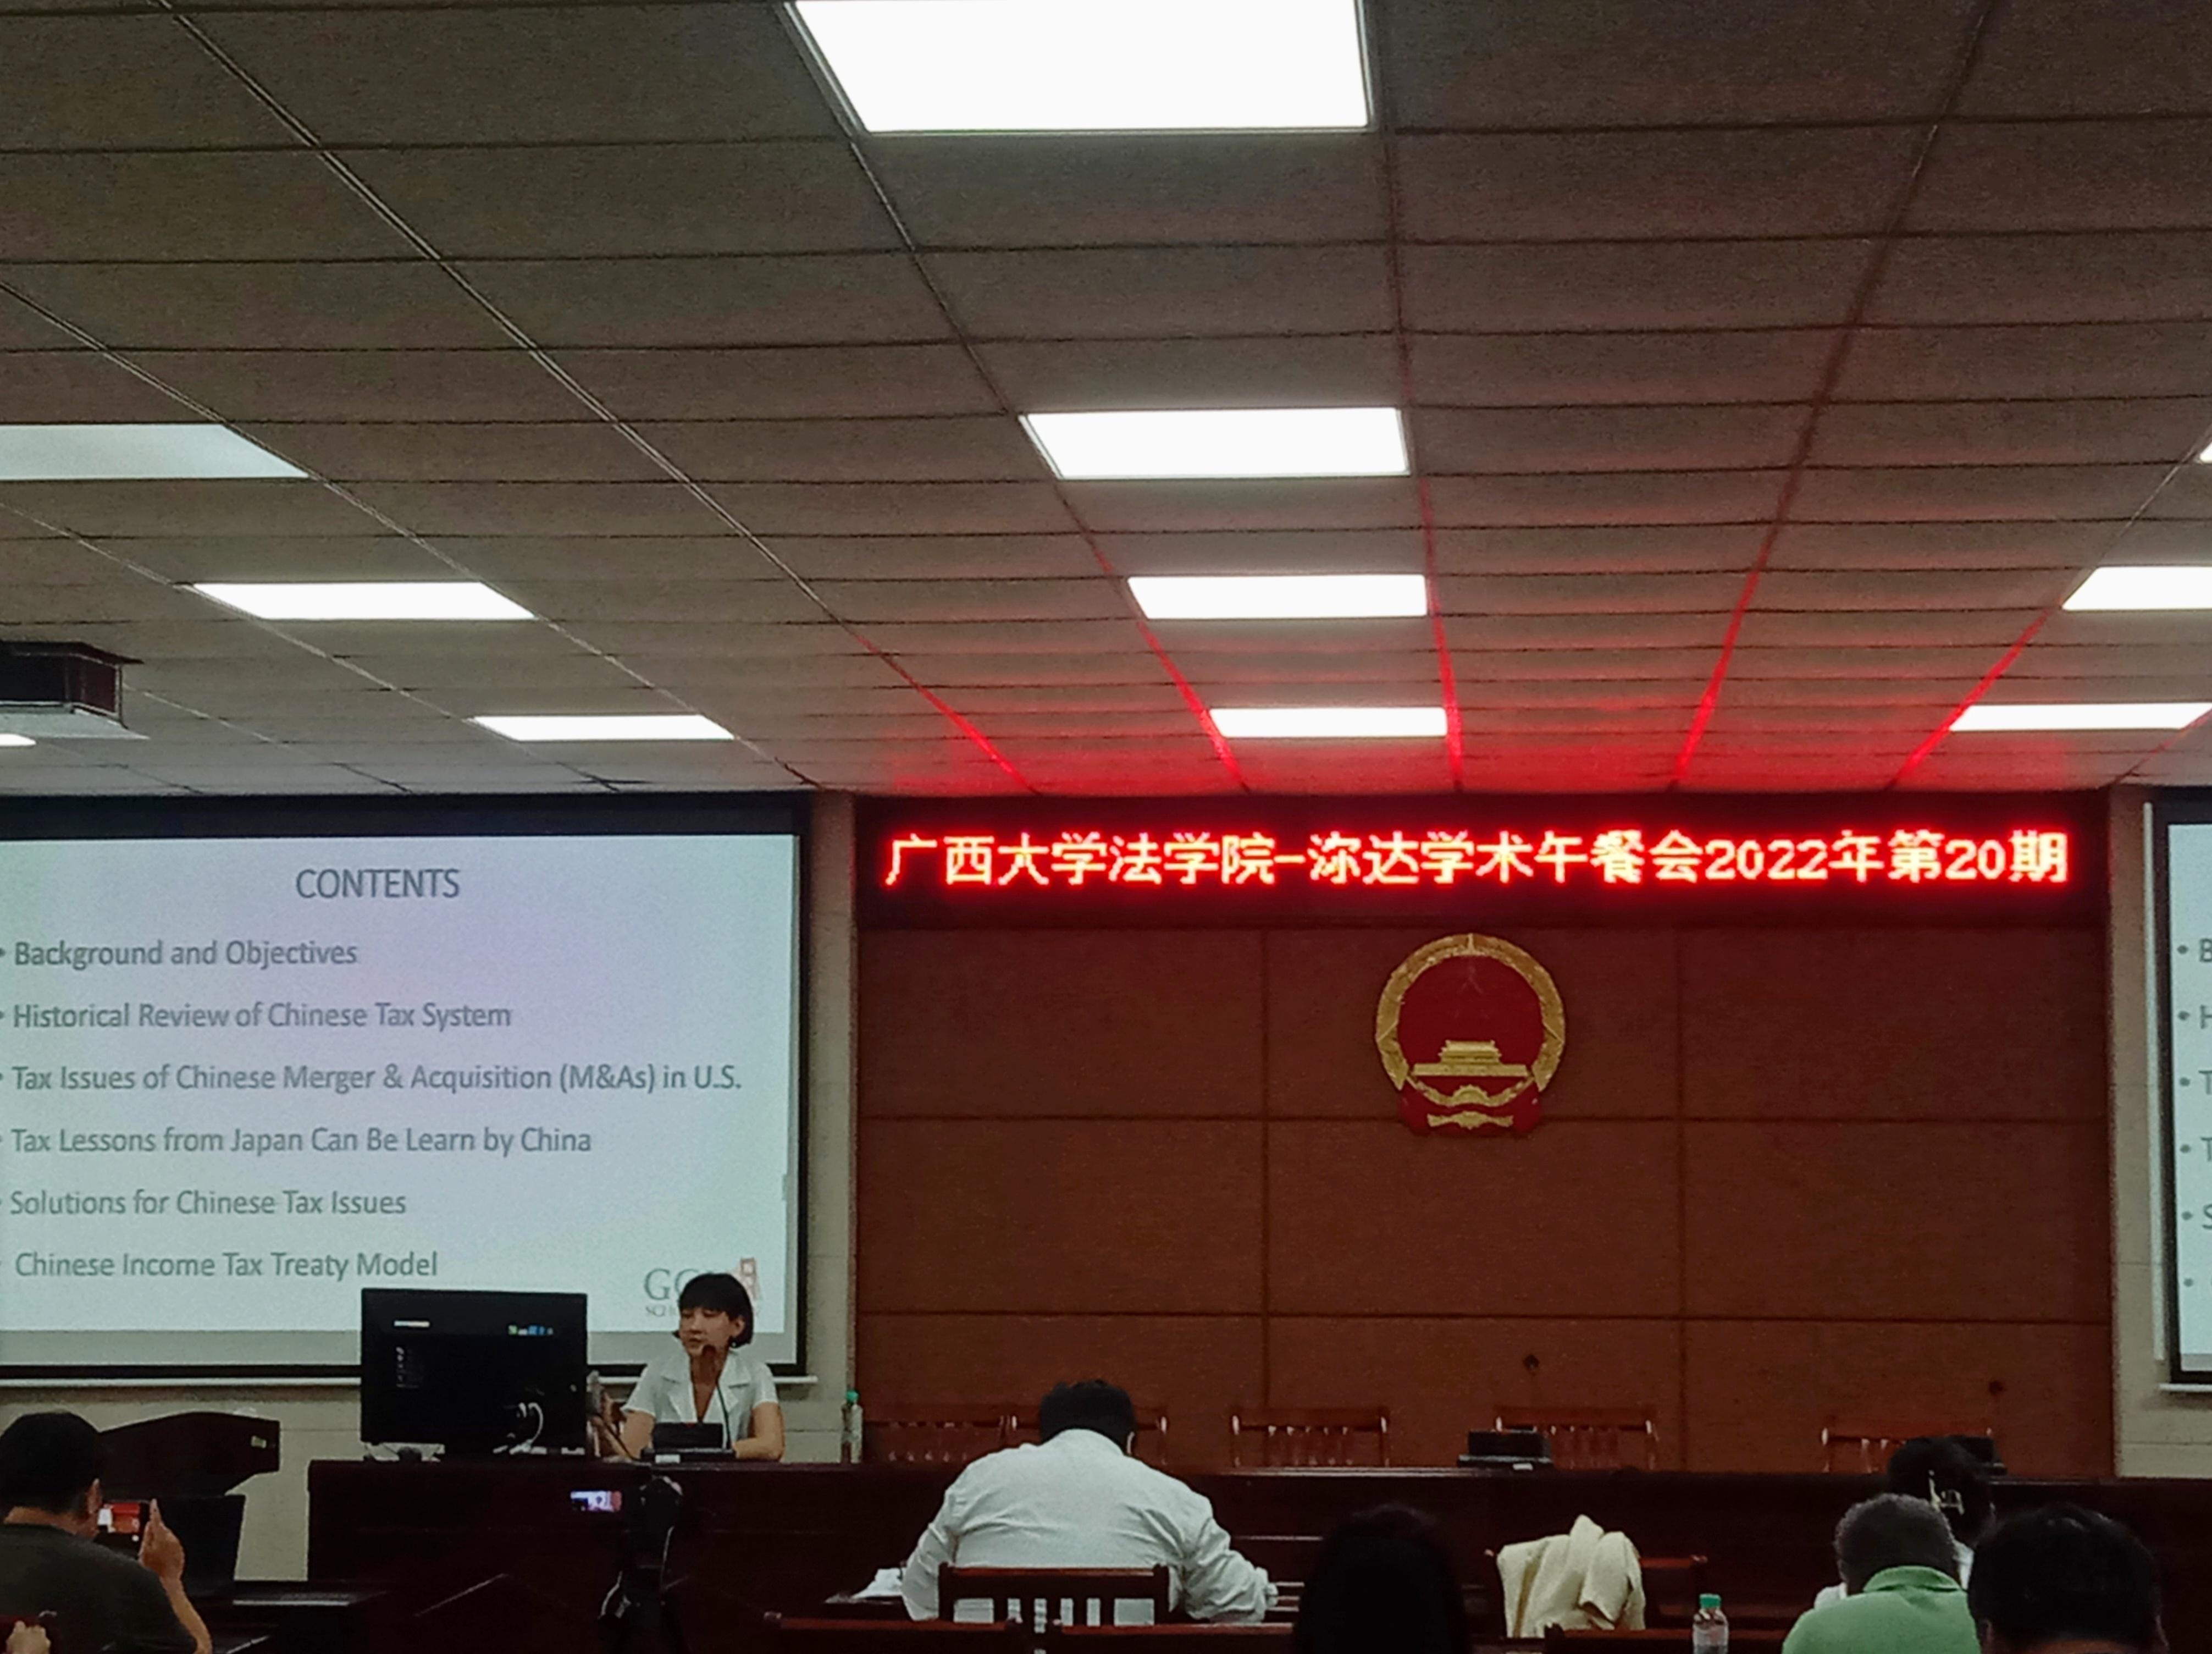 广西大学法学院-沵达学术午餐会2022年第20期
CONTENTS
• Background and Objectives
• Historical Review of Chinese Tax System
• Tax Issues of Chinese Merger & Acquisition (M&As) in U.S.
• Tax Lessons from Japan Can Be Learn by China
• Solutions for Chinese Tax Issues
Chinese Income Tax Treaty Model